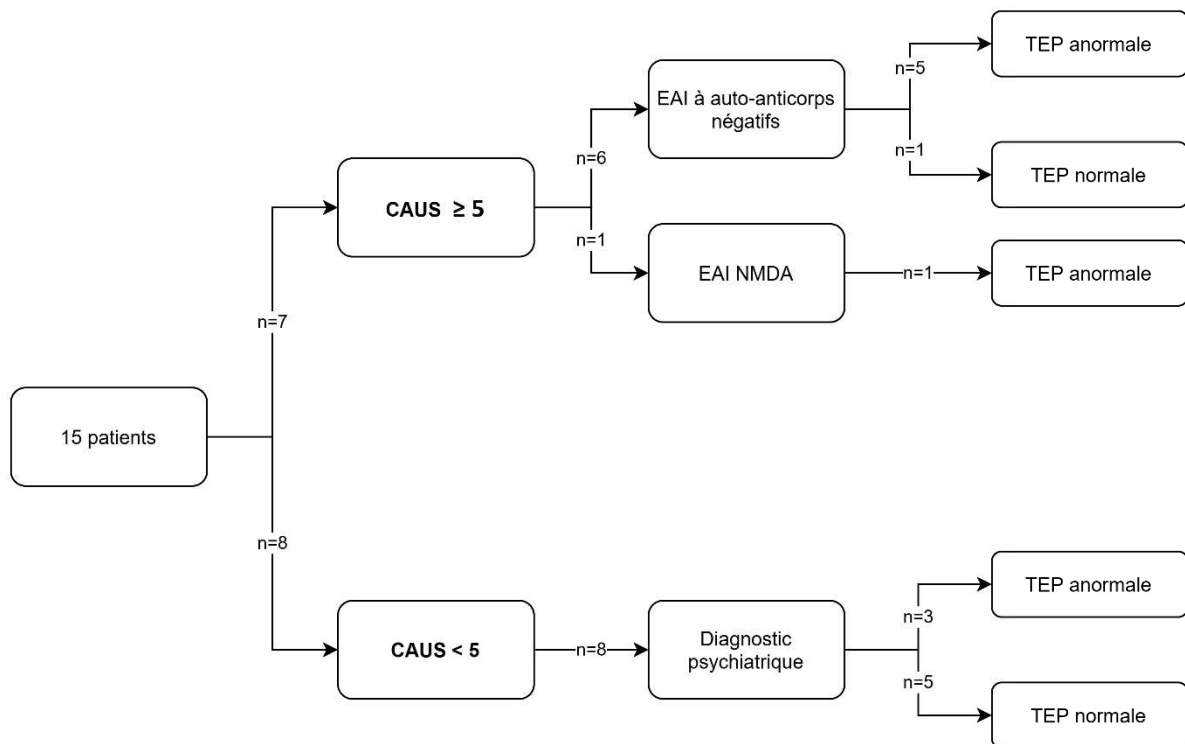 TEP anormale
n=5
EAI à auto-anticorps
négatifs
n=1
n=6
TEP normale
CAUS ≥ 5
n=1
EAI NMDA
n=1
TEP anormale
n=7
15 patients
n=8
TEP anormale
n=3
CAUS < 5
n=8
Diagnostic
psychiatrique
n=5
TEP normale